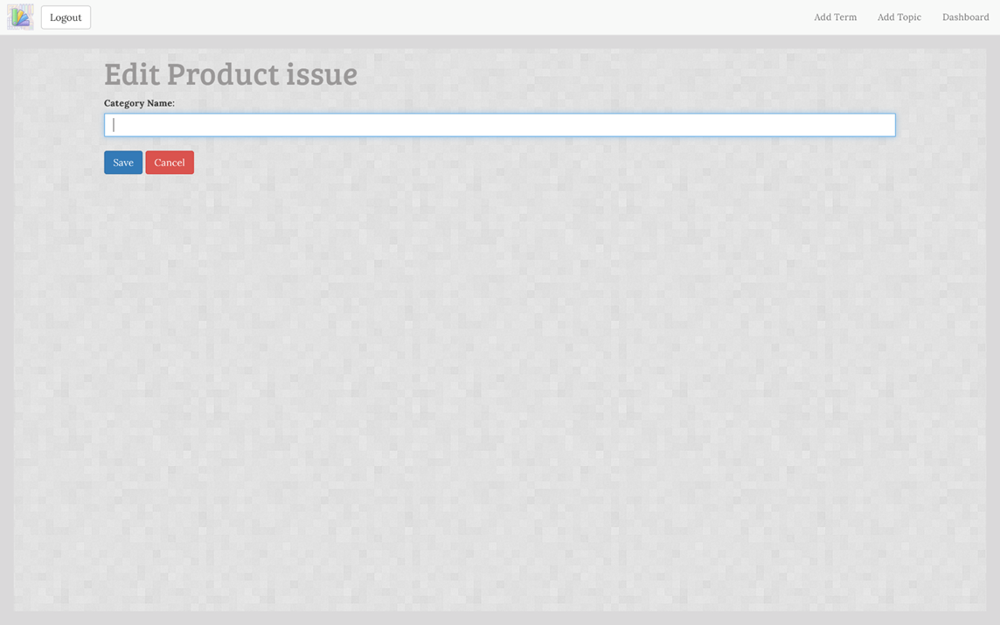 Logout
Add Term
Add Topic
Dashboard
Edit Product issue
Category Name:
Save
Cancel